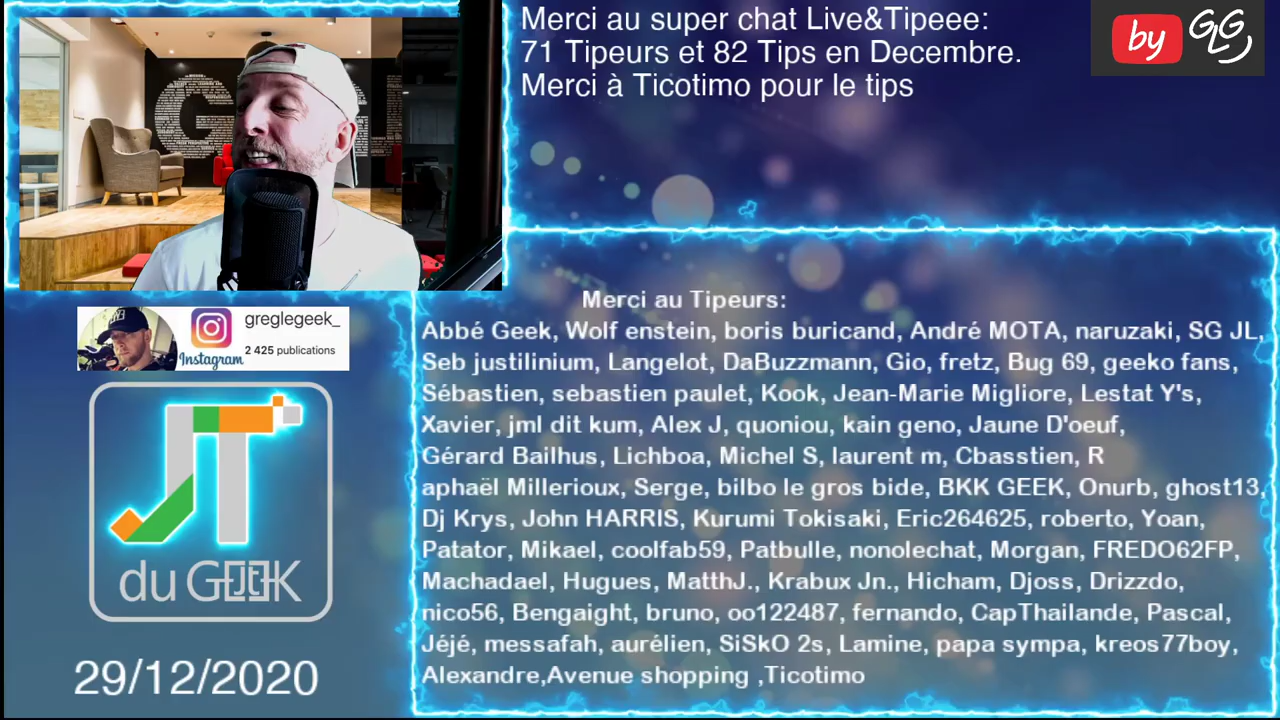 Merci au super chat Live&Tipeee:
71 Tipeurs et 82 Tips en Decembre.
Merci a Ticotimo pour le tips
by GLG
greglegeek_
Instagram
2 425 publications
JT
du GEEK
29/12/2020
Merci au Tipeurs:
Abbé Geek, Wolf enstein, boris buricand, André MOTA, naruzaki, SG JL,
Seb justilinium, Langelot, DaBuzzmann, Gio, fretz, Bug 69, geeko fans,
Sébastien, sebastien paulet, Kook, Jean-Marie Migliore, Lestat Y's,
Xavier, jml dit kum, Alex J, quoniou, kain geno, Jaune D'oeuf,
Gérard Bailhus, Lichboa, Michel S, laurent m, Cbasstien, R
aphaël Millerioux, Serge, bilbo le gros bide, BKK GEEK, Onurb, ghost13,
Dj Krys, John HARRIS, Kurumi Tokisaki, Eric264625, roberto, Yoan,
Patator, Mikael, coolfab59, Patbulle, nonolechat, Morgan, FREDO62FP,
Machadael, Hugues, MatthJ., Krabux Jn., Hicham, Djoss, Drizzdo,
nico56, Bengaight, bruno, oo122487, fernando, CapThailande, Pascal,
Jéjé, messafah, aurélien, SiSkO 2s, Lamine, papa sympa, kreos77boy,
Alexandre,Avenue shopping ,Ticotimo